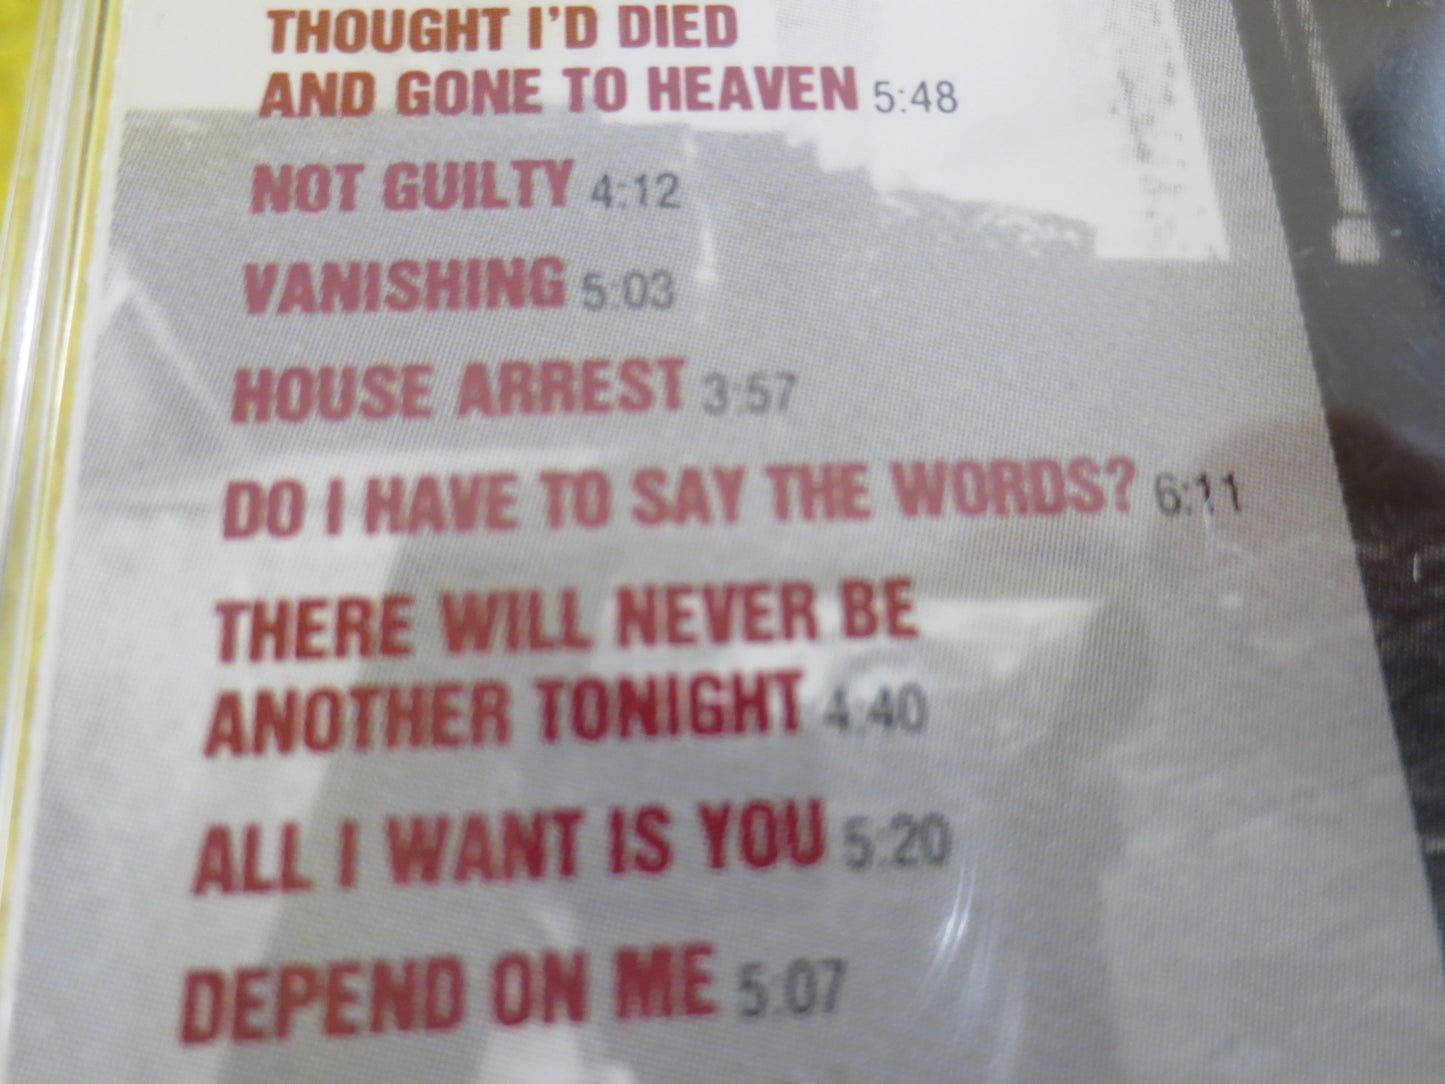 THOUGHT I'D DIED
AND GONE TO HEAVEN 5:48
NOT GUILTY 4:12
VANISHING 5:03
HOUSE ARREST 3:57
DO I HAVE TO SAY THE WORDS? 6:11
THERE WILL NEVER BE
ANOTHER TONIGHT 4:40
ALL I WANT IS YOU 5:20
DEPEND ON ME 5:07